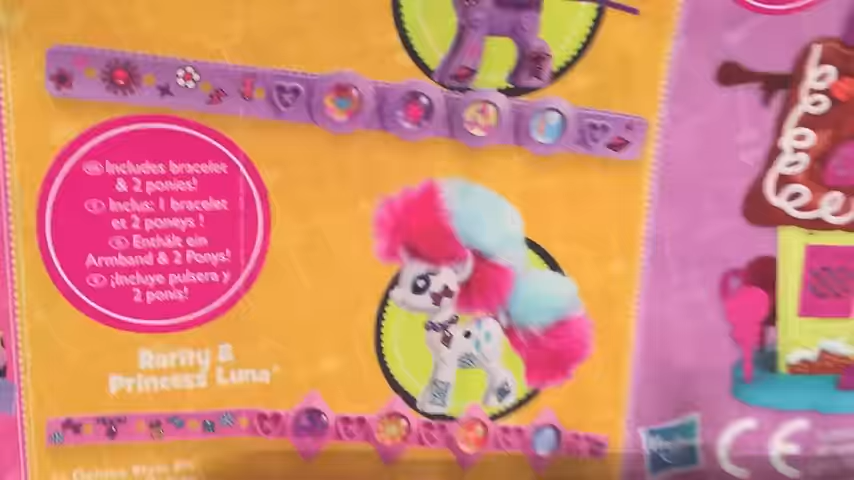 Includes bracelet
& 2 ponies!
Inclus: 1 bracelet
et 2 poneys !
Enthält ein
Armband & 2 Ponys!
¡Incluye pulsera y
2 ponis!
Rarity &
Princess Luna
Hasbro
CE